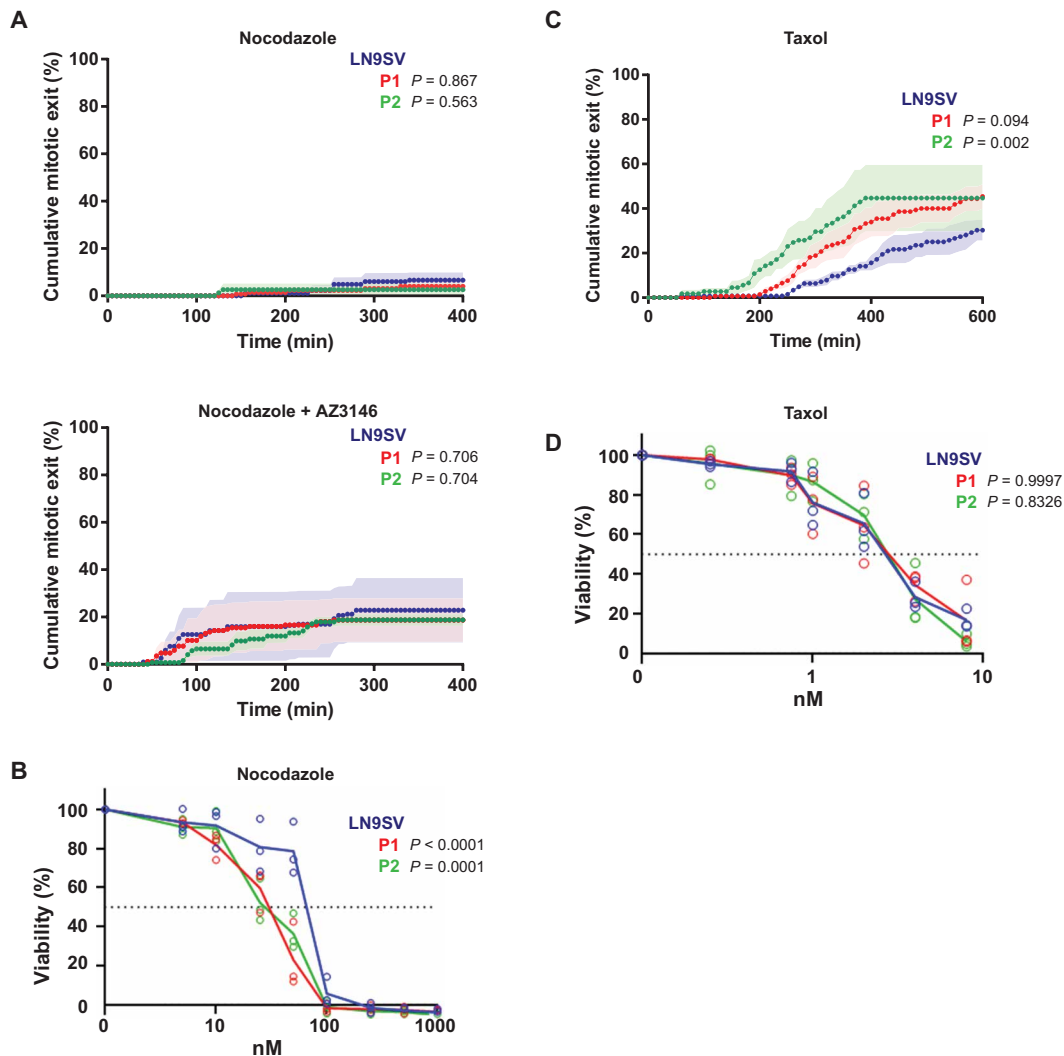 A
Nocodazole
Cumulative mitotic exit (%)
100
80
60
40
20
0
LN9SV
P1 P = 0.867
P2 P = 0.563
0 100 200 300 400
Time (min)
Nocodazole + AZ3146
Cumulative mitotic exit (%)
100
80
60
40
20
0
LN9SV
P1 P = 0.706
P2 P = 0.704
0 100 200 300 400
Time (min)
B
Nocodazole
Viability (%)
100
80
60
40
20
0
LN9SV
P1 P < 0.0001
P2 P = 0.0001
0 10 100 1000
nM
C
Taxol
Cumulative mitotic exit (%)
100
80
60
40
20
0
LN9SV
P1 P = 0.094
P2 P = 0.002
0 200 400 600
Time (min)
D
Taxol
Viability (%)
100
80
60
40
20
0
LN9SV
P1 P = 0.9997
P2 P = 0.8326
0 1 10
nM